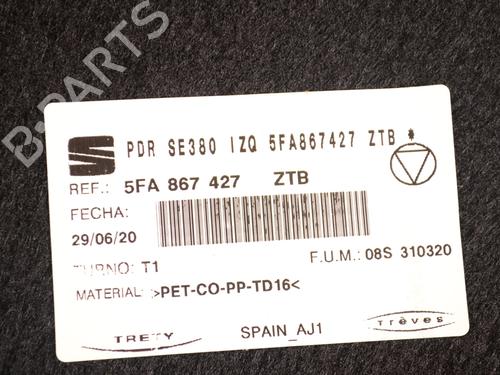 B-PARTS
PDR SE380 IZQ 5FA867427 ZTB *
REF.: 5FA 867 427 ZTB
FECHA:
29/06/20
TURNO: T1
F.U.M.: 08S 310320
MATERIAL: >PET-CO-PP-TD16<
TRETY
SPAIN_AJ1
Trèves